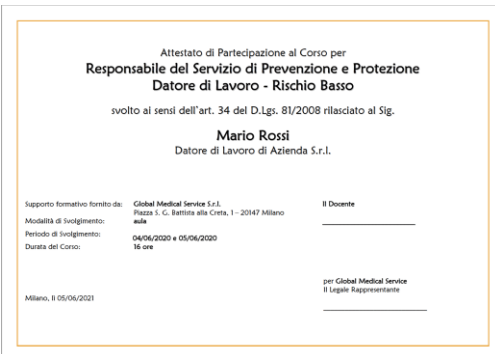 Attestato di Partecipazione al Corso per
Responsabile del Servizio di Prevenzione e Protezione
Datore di Lavoro - Rischio Basso
svolto ai sensi dell'art. 34 del D.Lgs. 81/2008 rilasciato al Sig.
Mario Rossi
Datore di Lavoro di Azienda S.r.l.
Supporto formativo fornito da: Global Medical Service S.r.l.
Piazza S. G. Battista alla Creta, 1 - 20147 Milano
Modalità di Svolgimento: aula
Periodo di Svolgimento: 04/06/2020 e 05/06/2020
Durata del Corso: 16 ore
Il Docente
per Global Medical Service
Il Legale Rappresentante
Milano, li 05/06/2021